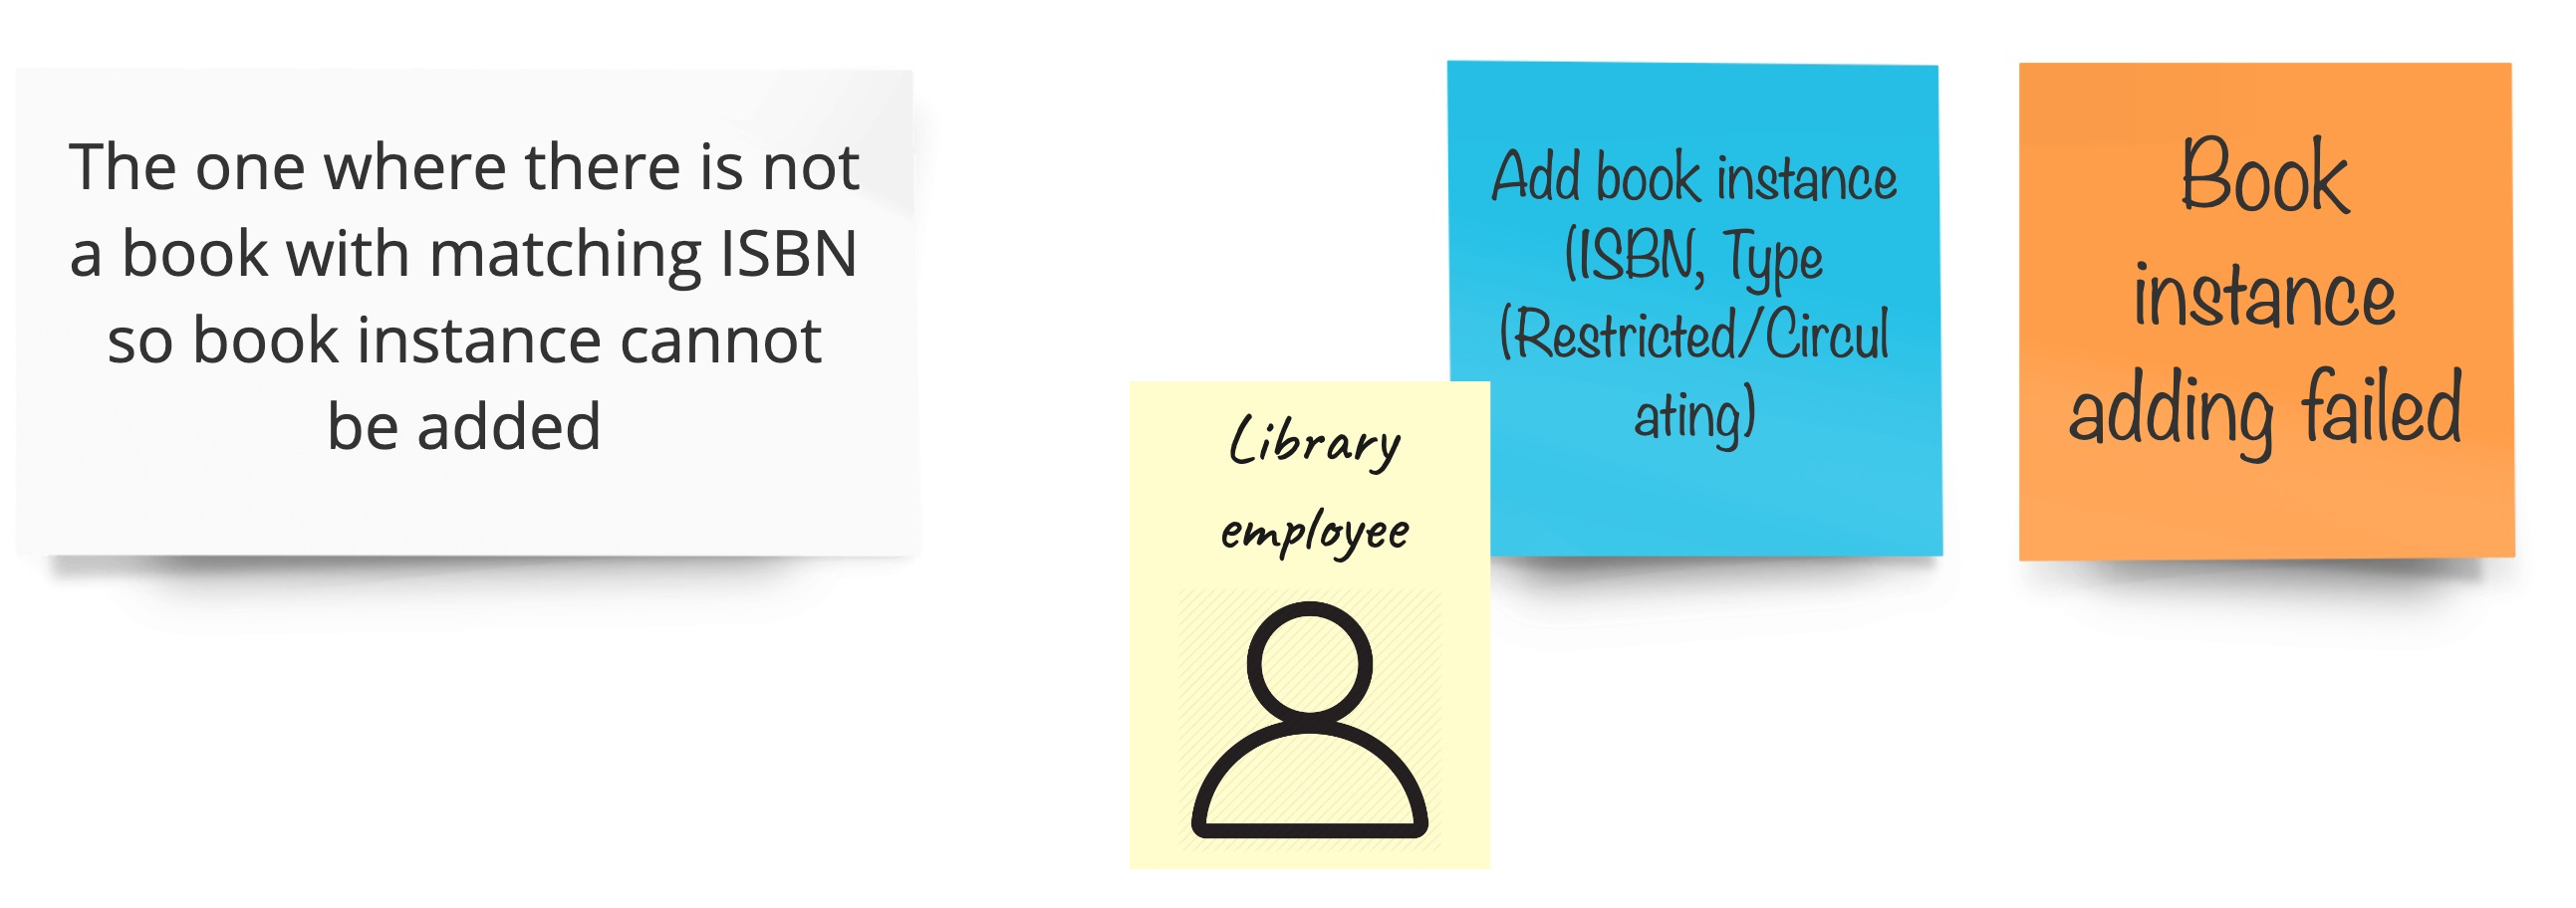 The one where there is not
a book with matching ISBN
so book instance cannot
be added
Library
employee
Add book instance
(ISBN, Type
(Restricted/Circul
ating)
Book
instance
adding failed